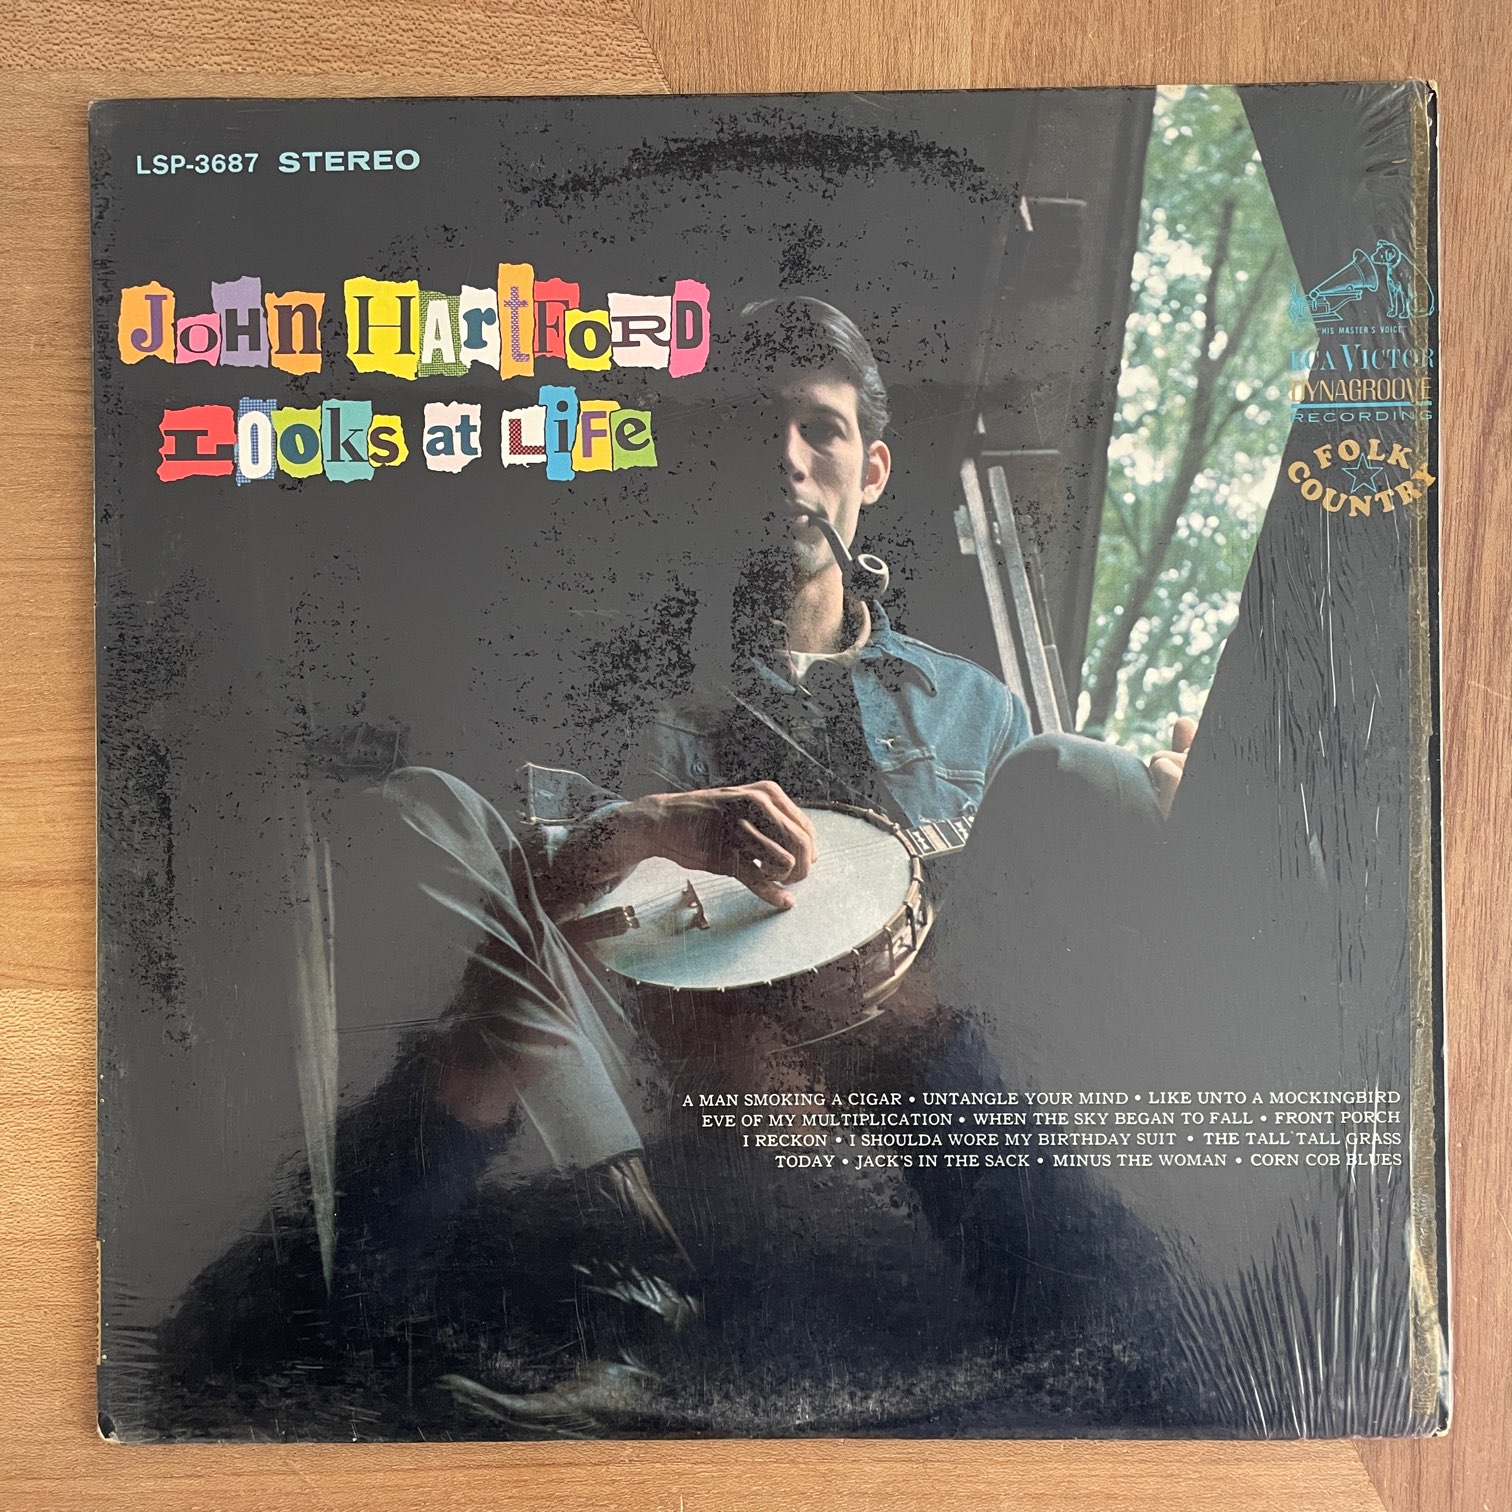 LSP-3687 STEREO
JoHn HArtForD
Looks at LiFe
"HIS MASTER'S VOICE"
RCA VICTOR
DYNAGROOVE
RECORDING
FOLK
COUNTRY
A MAN SMOKING A CIGAR • UNTANGLE YOUR MIND • LIKE UNTO A MOCKINGBIRD
EVE OF MY MULTIPLICATION • WHEN THE SKY BEGAN TO FALL • FRONT PORCH
I RECKON • I SHOULDA WORE MY BIRTHDAY SUIT • THE TALL TALL GRASS
TODAY • JACK'S IN THE SACK • MINUS THE WOMAN • CORN COB BLUES